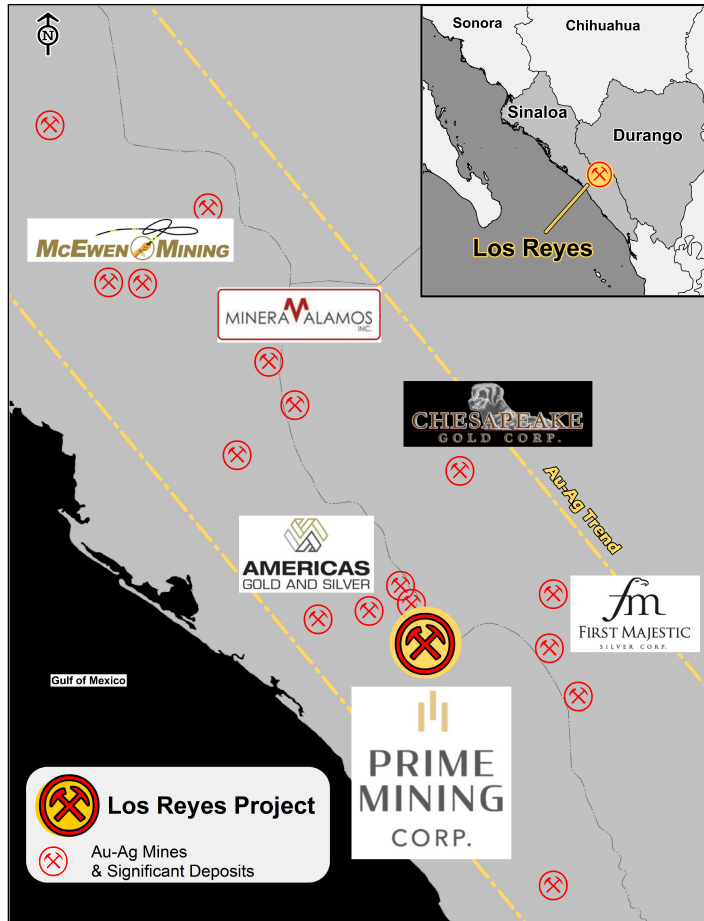 N
Sonora
Chihuahua
Sinaloa
Durango
Los Reyes
McEwen Mining
MINERA ALAMOS
INC.
CHESAPEAKE
GOLD CORP.
Au-Ag Trend
AMERICAS
GOLD AND SILVER
fm
FIRST MAJESTIC
SILVER CORP.
Gulf of Mexico
PRIME
MINING
CORP.
Los Reyes Project
Au-Ag Mines
& Significant Deposits